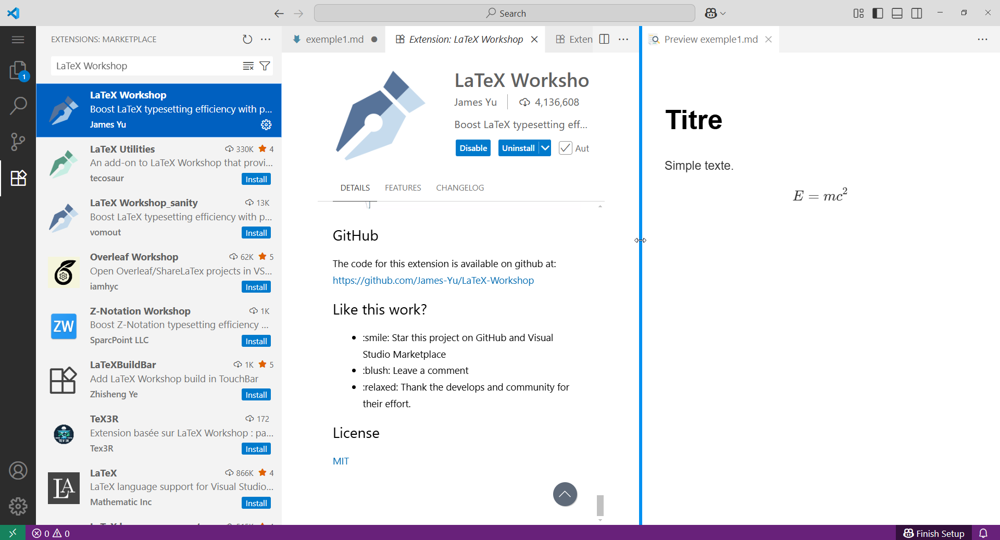 Search
EXTENSIONS: MARKETPLACE
LaTeX Workshop
1
LaTeX Workshop
Boost LaTeX typesetting efficiency with p...
James Yu
LaTeX Utilities 330K 4
An add-on to LaTeX Workshop that provi...
tecosaur Install
LaTeX Workshop_sanity 13K
Boost LaTeX typesetting efficiency with p...
vomout Install
Overleaf Workshop 62K 5
Open Overleaf/ShareLaTex projects in VS...
iamhyc Install
ZW
Z-Notation Workshop 1K
Boost Z-Notation typesetting efficiency ...
SparcPoint LLC Install
LaTeXBuildBar 1K 5
Add LaTeX Workshop build in TouchBar
Zhisheng Ye Install
TeX3R 172
Extension basée sur LaTeX Workshop : pa...
Tex3R Install
LA
LaTeX 866K 4
LaTeX language support for Visual Studio...
Mathematic Inc Install
exemple1.md Extension: LaTeX Workshop Exten
LaTeX Worksho
James Yu 4,136,608
Boost LaTeX typesetting eff...
Disable Uninstall Aut
DETAILS FEATURES CHANGELOG
\]
GitHub
The code for this extension is available on github at:
https://github.com/James-Yu/LaTeX-Workshop
Like this work?
• :smile: Star this project on GitHub and Visual
Studio Marketplace
• :blush: Leave a comment
• :relaxed: Thank the develops and community for
their effort.
License
MIT
Preview exemple1.md
Titre
Simple texte.
E = mc²
0 0
Finish Setup